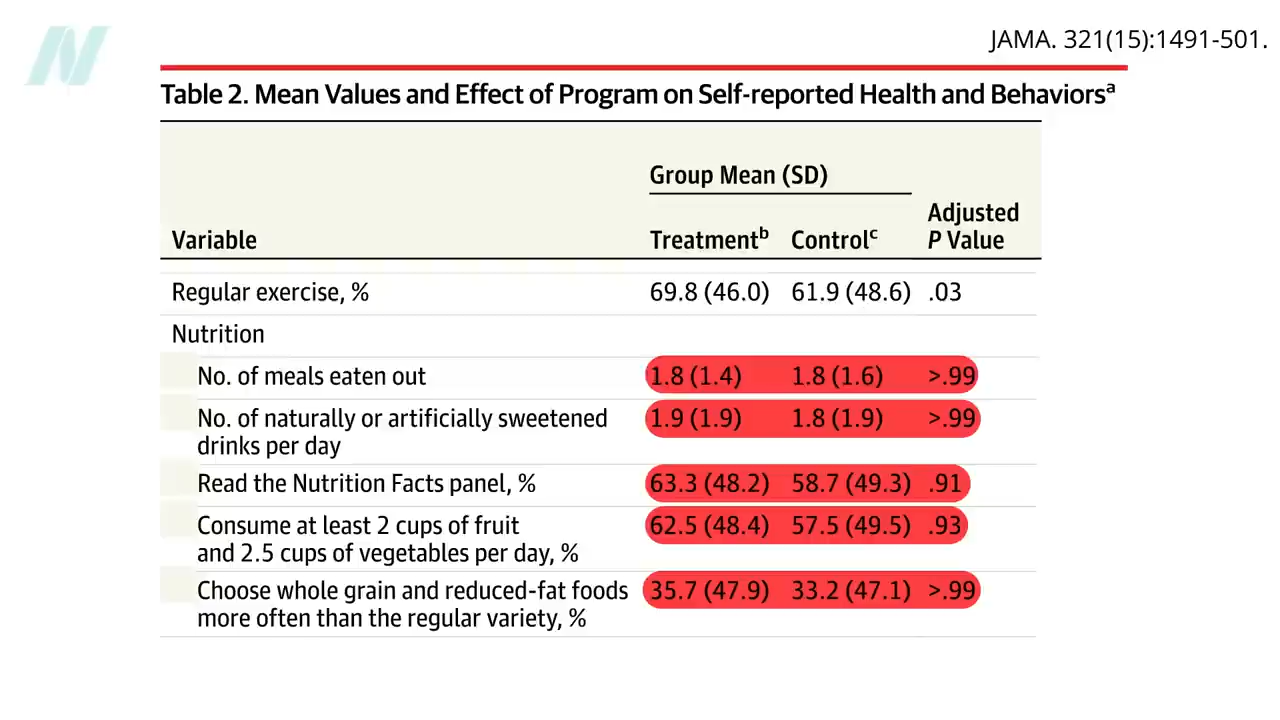 JAMA. 321(15):1491-501.
Table 2. Mean Values and Effect of Program on Self-reported Health and Behaviorsᵃ
Group Mean (SD)
Variable Treatmentᵇ Controlᶜ Adjusted P Value
Regular exercise, % 69.8 (46.0) 61.9 (48.6) .03
Nutrition
No. of meals eaten out 1.8 (1.4) 1.8 (1.6) >.99
No. of naturally or artificially sweetened 1.9 (1.9) 1.8 (1.9) >.99
drinks per day
Read the Nutrition Facts panel, % 63.3 (48.2) 58.7 (49.3) .91
Consume at least 2 cups of fruit 62.5 (48.4) 57.5 (49.5) .93
and 2.5 cups of vegetables per day, %
Choose whole grain and reduced-fat foods 35.7 (47.9) 33.2 (47.1) >.99
more often than the regular variety, %